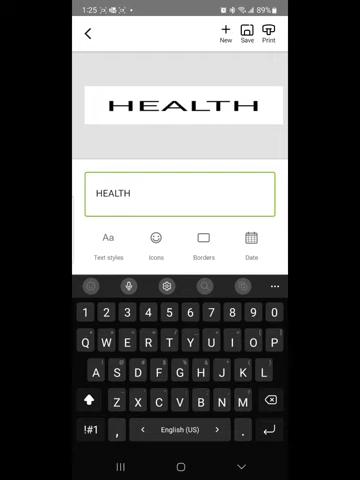 1:25 89%
New Save Print
HEALTH
HEALTH
Aa
Text styles Icons Borders Date
1 2 3 4 5 6 7 8 9 0
Q W E R T Y U I O P
A S D F G H J K L
Z X C V B N M
!#1 , < English (US) > .